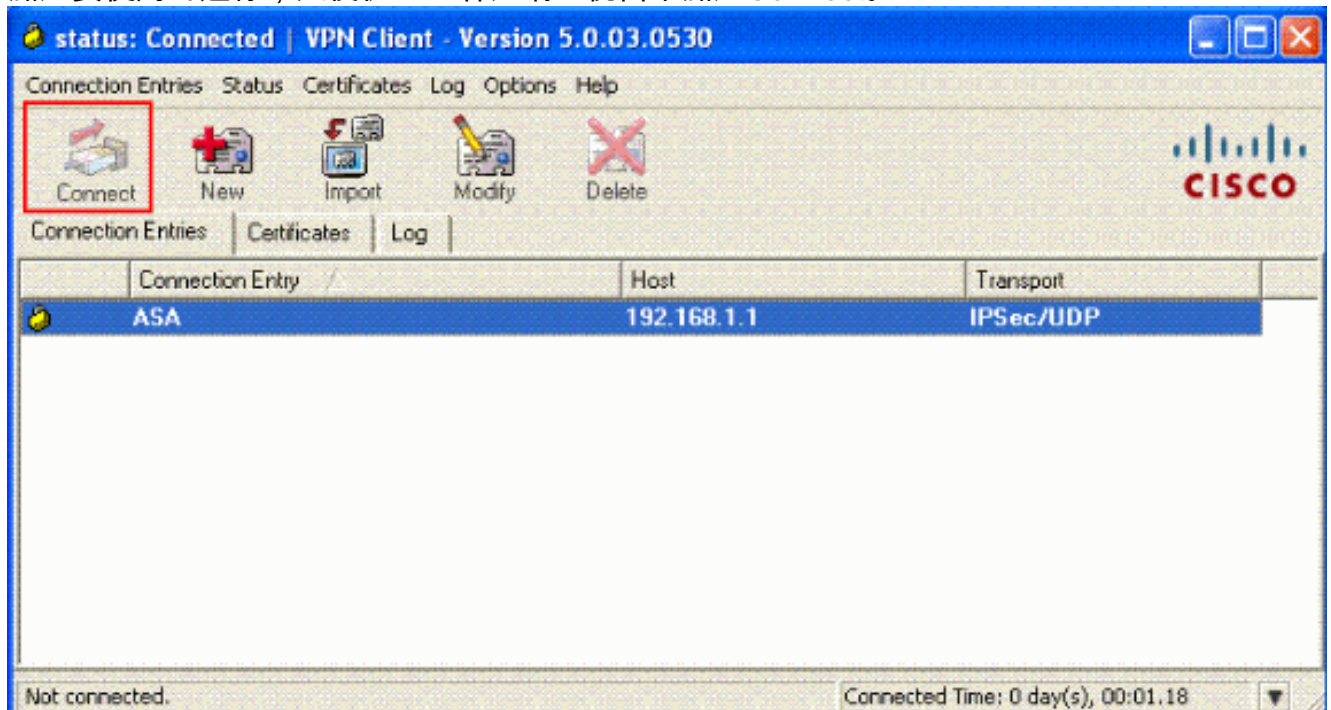 status: Connected | VPN Client - Version 5.0.03.0530
Connection Entries Status Certificates Log Options Help
Connect New Import Modify Delete
CISCO
Connection Entries Certificates Log
Connection Entry Host Transport
ASA 192.168.1.1 IPSec/UDP
Not connected. Connected Time: 0 day(s), 00:01.18